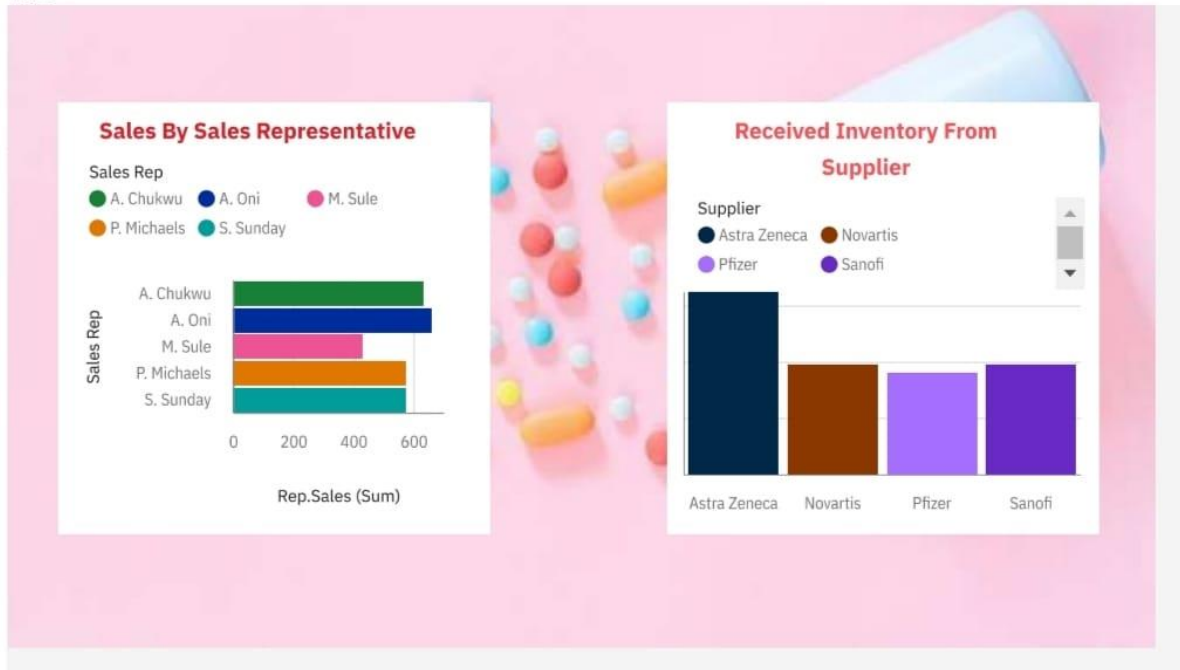 Sales By Sales Representative
Sales Rep
A. Chukwu A. Oni M. Sule
P. Michaels S. Sunday
Sales Rep
A. Chukwu
A. Oni
M. Sule
P. Michaels
S. Sunday
0 200 400 600
Rep.Sales (Sum)
Received Inventory From
Supplier
Supplier
Astra Zeneca Novartis
Pfizer Sanofi
Astra Zeneca Novartis Pfizer Sanofi